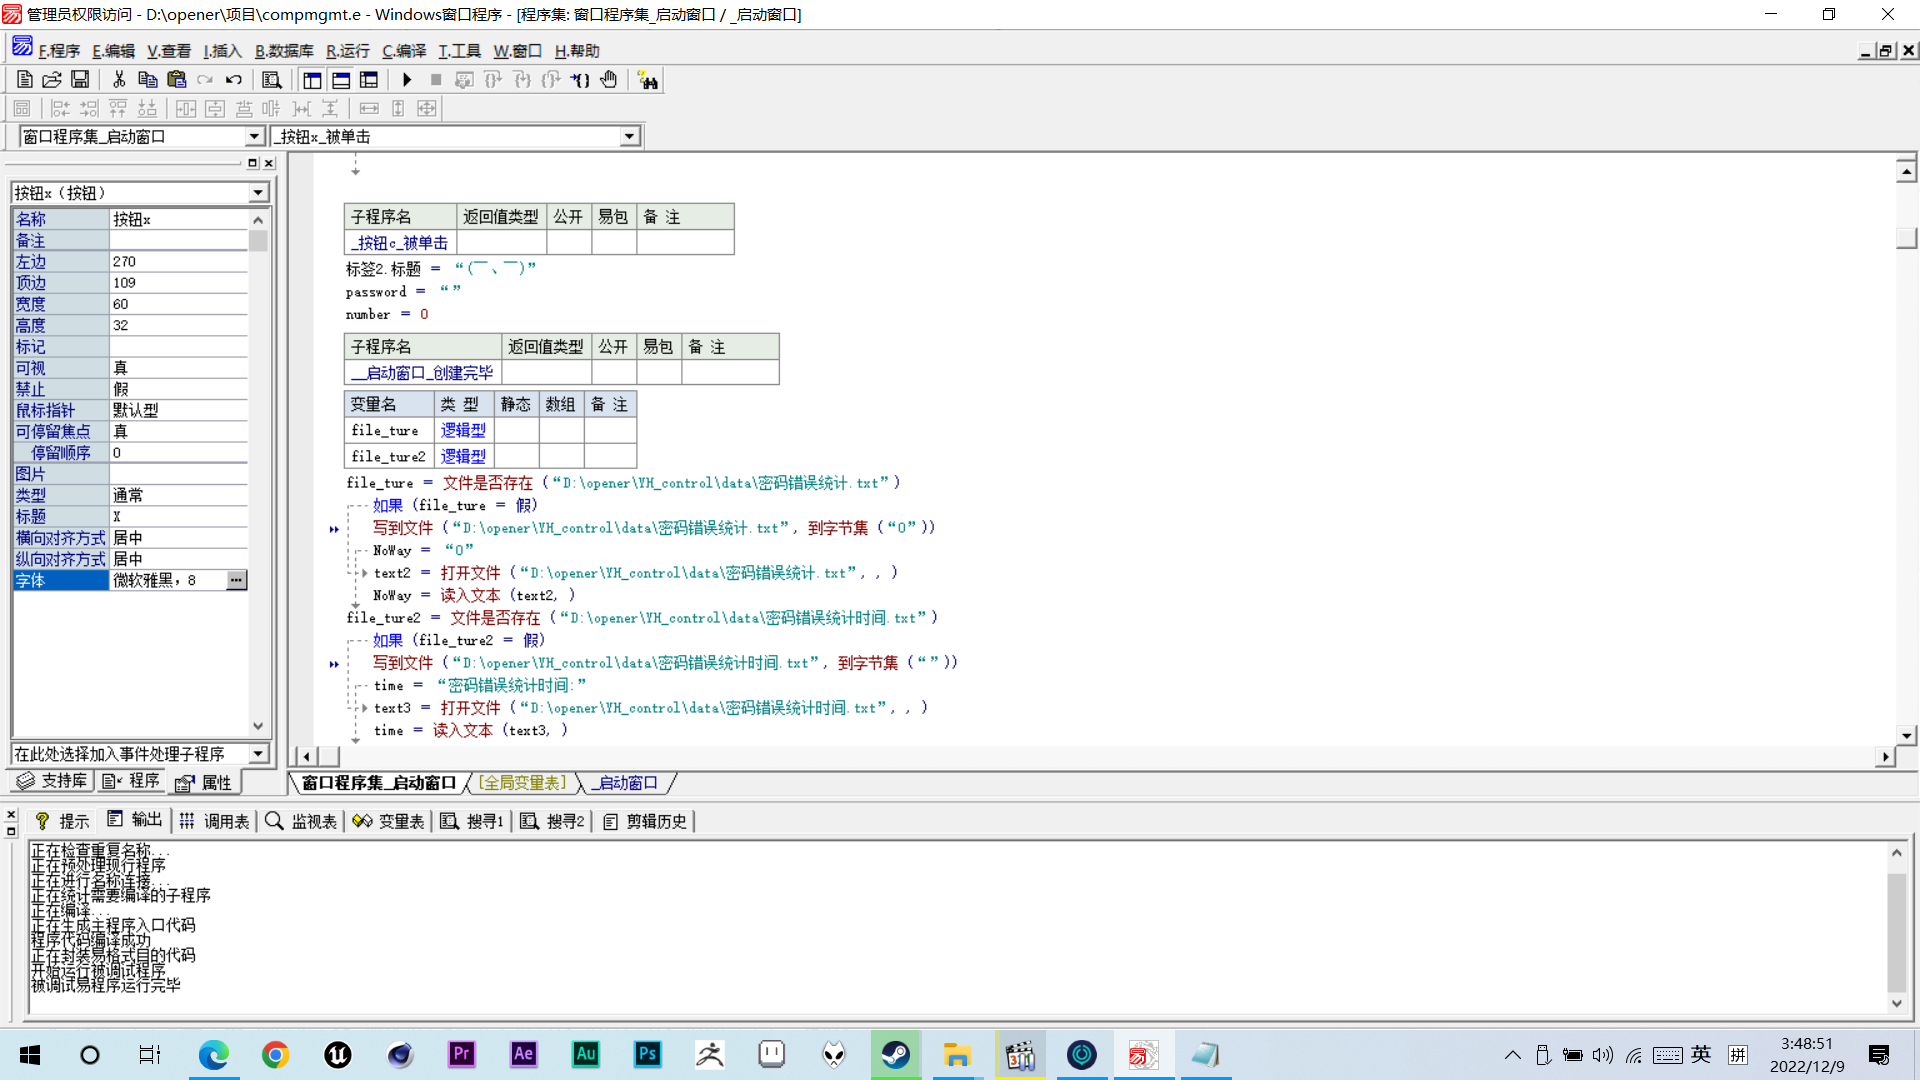 管理员权限访问 - D:\opener\项目\compmgmt.e - Windows窗口程序 - [程序集: 窗口程序集_启动窗口 / _启动窗口]
F.程序 E.编辑 V.查看 I.插入 B.数据库 R.运行 C.编译 T.工具 W.窗口 H.帮助
窗口程序集_启动窗口 _按钮x_被单击
按钮x（按钮）
名称 按钮x
备注
左边 270
顶边 109
宽度 60
高度 32
标记
可视 真
禁止 假
鼠标指针 默认型
可停留焦点 真
停留顺序 0
图片
类型 通常
标题 X
横向对齐方式 居中
纵向对齐方式 居中
字体 微软雅黑, 8 ...
在此处选择加入事件处理子程序
支持库 程序 属性
子程序名 返回值类型 公开 易包 备 注
_按钮c_被单击
标签2.标题 = “(￣、￣)”
password = “”
number = 0
子程序名 返回值类型 公开 易包 备 注
__启动窗口_创建完毕
变量名 类 型 静态 数组 备 注
file_ture 逻辑型
file_ture2 逻辑型
file_ture = 文件是否存在 (“D:\opener\YH_control\data\密码错误统计.txt”)
如果 (file_ture = 假)
写到文件 (“D:\opener\YH_control\data\密码错误统计.txt”, 到字节集 (“0”))
NoWay = “0”
text2 = 打开文件 (“D:\opener\YH_control\data\密码错误统计.txt”, , )
NoWay = 读入文本 (text2, )
file_ture2 = 文件是否存在 (“D:\opener\YH_control\data\密码错误统计时间.txt”)
如果 (file_ture2 = 假)
写到文件 (“D:\opener\YH_control\data\密码错误统计时间.txt”, 到字节集 (“”))
time = “密码错误统计时间:”
text3 = 打开文件 (“D:\opener\YH_control\data\密码错误统计时间.txt”, , )
time = 读入文本 (text3, )
窗口程序集_启动窗口 [全局变量表] _启动窗口
提示 输出 调用表 监视表 变量表 搜寻1 搜寻2 剪辑历史
正在检查重复名称...
正在预处理现行程序
正在进行名称连接...
正在统计需要编译的子程序
正在编译...
正在生成主程序入口代码
程序代码编译成功
正在封装易格式目的代码
开始运行被调试程序
被调试易程序运行完毕
Pr Ae Au Ps
英 拼
3:48:51
2022/12/9